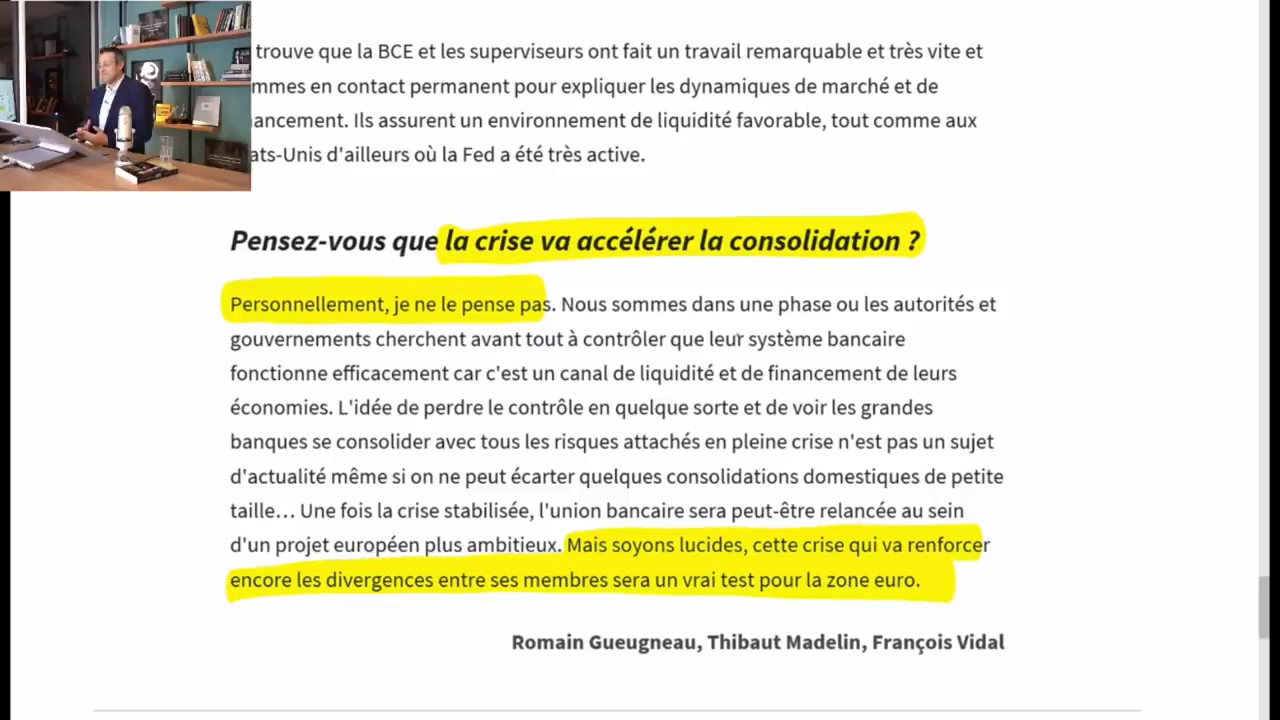 trouve que la BCE et les superviseurs ont fait un travail remarquable et très vite et
mmes en contact permanent pour expliquer les dynamiques de marché et de
ancement. Ils assurent un environnement de liquidité favorable, tout comme aux
ats-Unis d'ailleurs où la Fed a été très active.
Pensez-vous que la crise va accélérer la consolidation ?
Personnellement, je ne le pense pas. Nous sommes dans une phase ou les autorités et
gouvernements cherchent avant tout à contrôler que leur système bancaire
fonctionne efficacement car c'est un canal de liquidité et de financement de leurs
économies. L'idée de perdre le contrôle en quelque sorte et de voir les grandes
banques se consolider avec tous les risques attachés en pleine crise n'est pas un sujet
d'actualité même si on ne peut écarter quelques consolidations domestiques de petite
taille… Une fois la crise stabilisée, l'union bancaire sera peut-être relancée au sein
d'un projet européen plus ambitieux. Mais soyons lucides, cette crise qui va renforcer
encore les divergences entre ses membres sera un vrai test pour la zone euro.
Romain Gueugneau, Thibaut Madelin, François Vidal